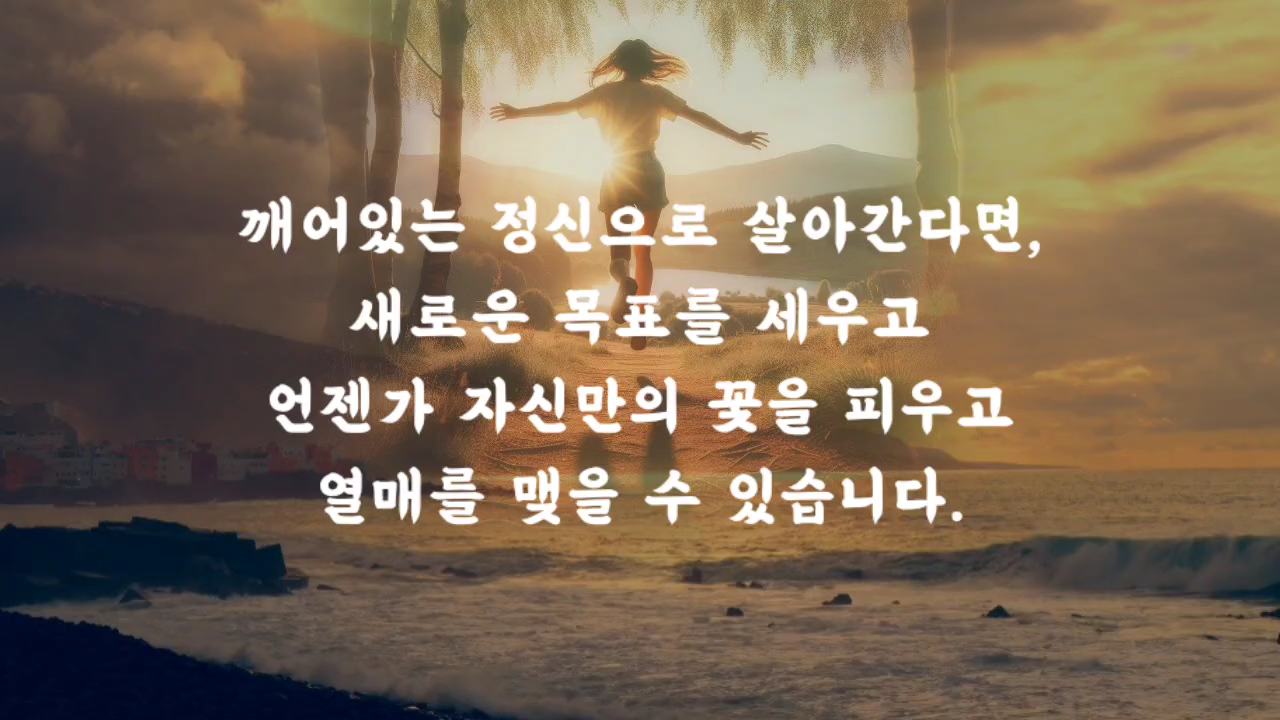 깨어있는 정신으로 살아간다면,
새로운 목표를 세우고
언젠가 자신만의 꽃을 피우고
열매를 맺을 수 있습니다.